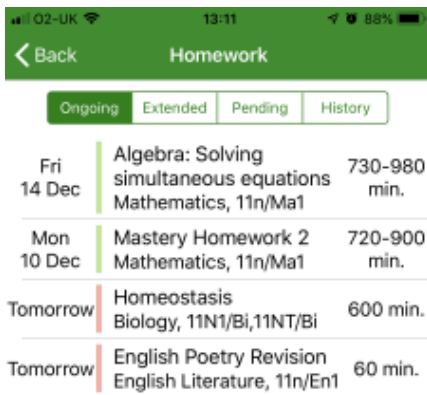 O2-UK 13:11 88%
Back Homework
Ongoing Extended Pending History
Fri
14 Dec
Algebra: Solving
simultaneous equations
Mathematics, 11n/Ma1
730-980
min.
Mon
10 Dec
Mastery Homework 2
Mathematics, 11n/Ma1
720-900
min.
Tomorrow
Homeostasis
Biology, 11N1/Bi,11NT/Bi
600 min.
Tomorrow
English Poetry Revision
English Literature, 11n/En1
60 min.